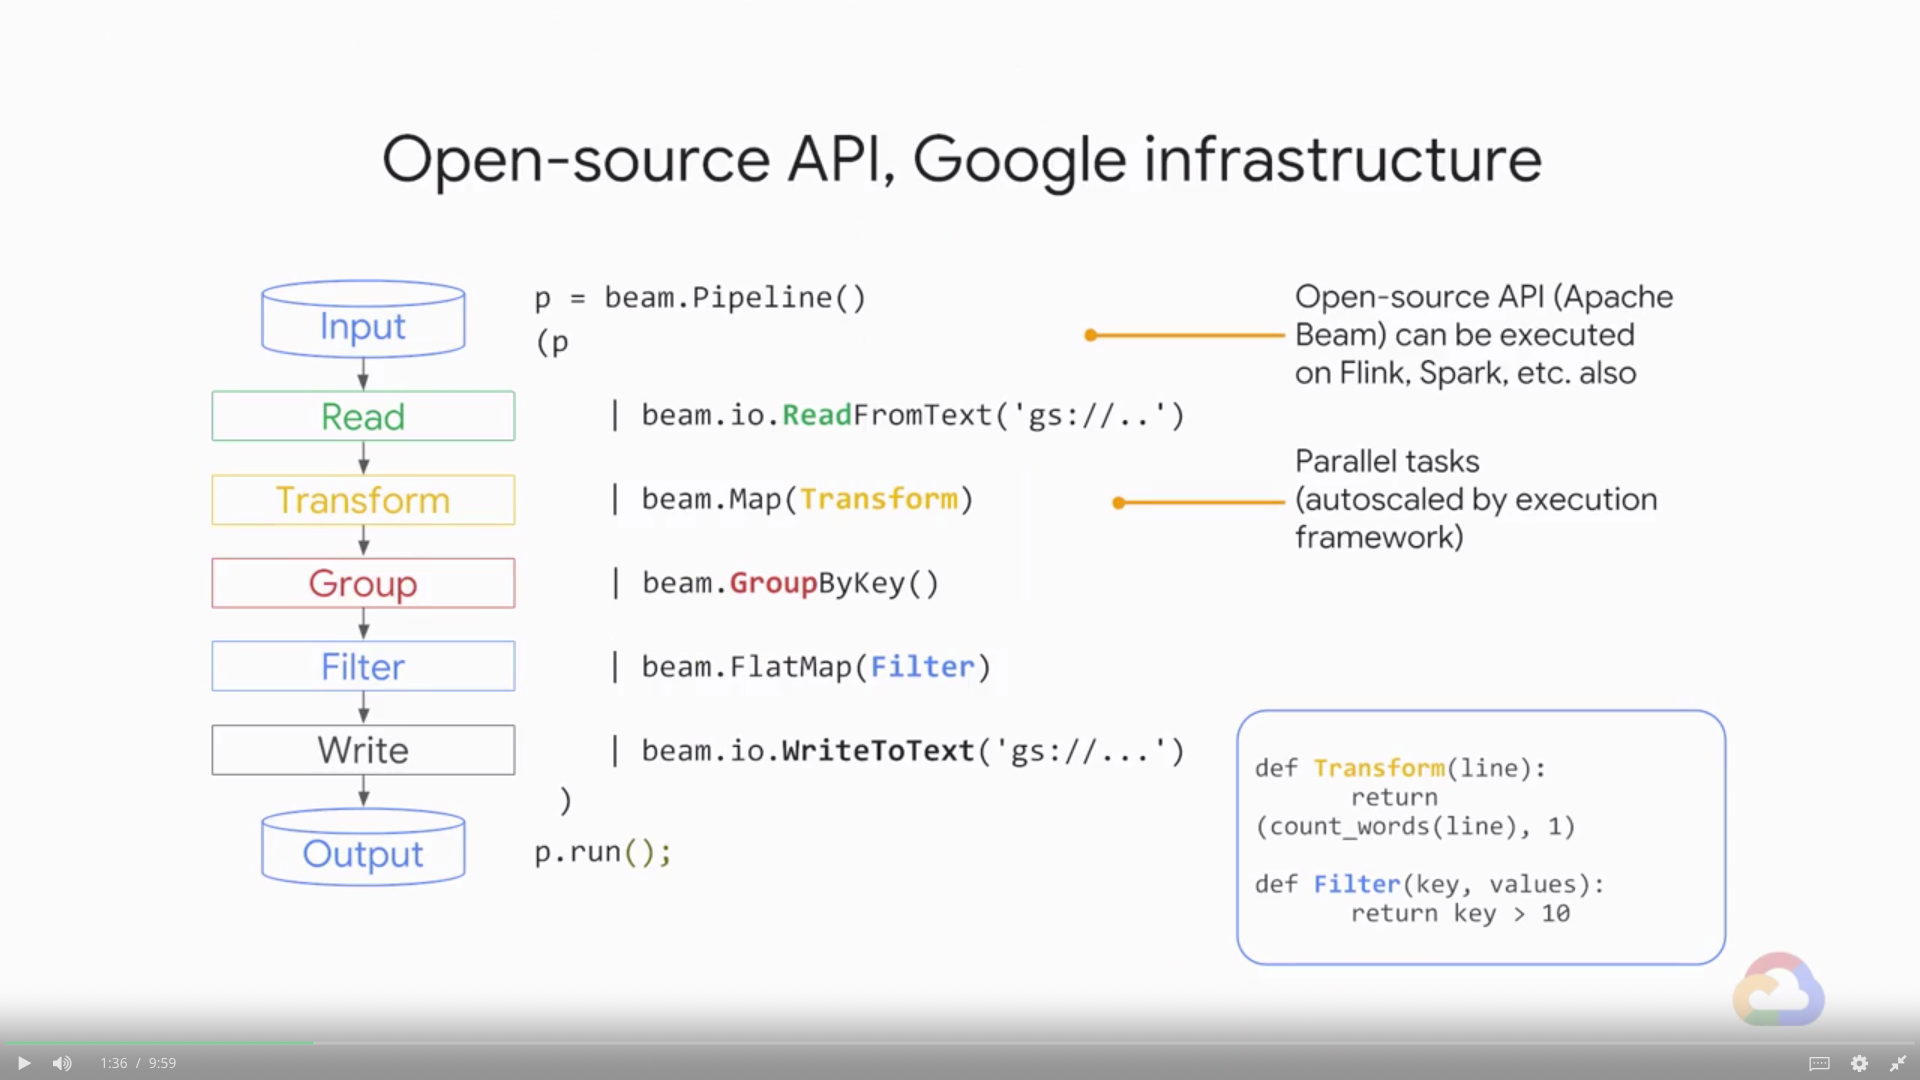 Open-source API, Google infrastructure
Input
Read
Transform
Group
Filter
Write
Output
p = beam.Pipeline()
(p
| beam.io.ReadFromText('gs://..')
| beam.Map(Transform)
| beam.GroupByKey()
| beam.FlatMap(Filter)
| beam.io.WriteToText('gs://...')
)
p.run();
Open-source API (Apache
Beam) can be executed
on Flink, Spark, etc. also
Parallel tasks
(autoscaled by execution
framework)
def Transform(line):
return
(count_words(line), 1)
def Filter(key, values):
return key > 10
1:36 / 9:59